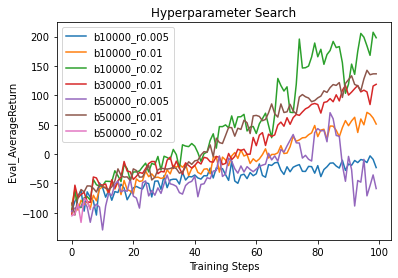 Hyperparameter Search
Eval_AverageReturn
200
150
100
50
0
−50
−100
b10000_r0.005
b10000_r0.01
b10000_r0.02
b30000_r0.01
b50000_r0.005
b50000_r0.01
b50000_r0.02
0
20
40
60
80
100
Training Steps